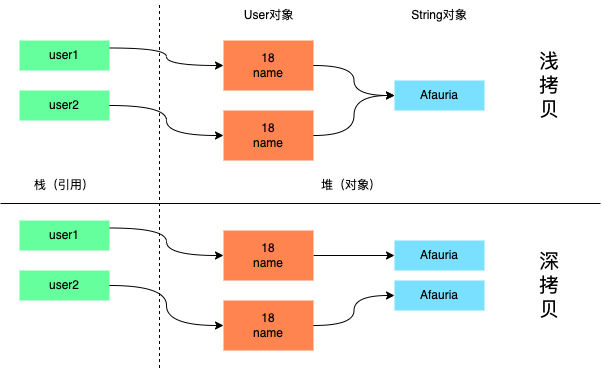 User对象
String对象
user1
18
name
Afauria
user2
18
name
浅拷贝
栈（引用）
堆（对象）
user1
18
name
Afauria
user2
Afauria
18
name
深拷贝